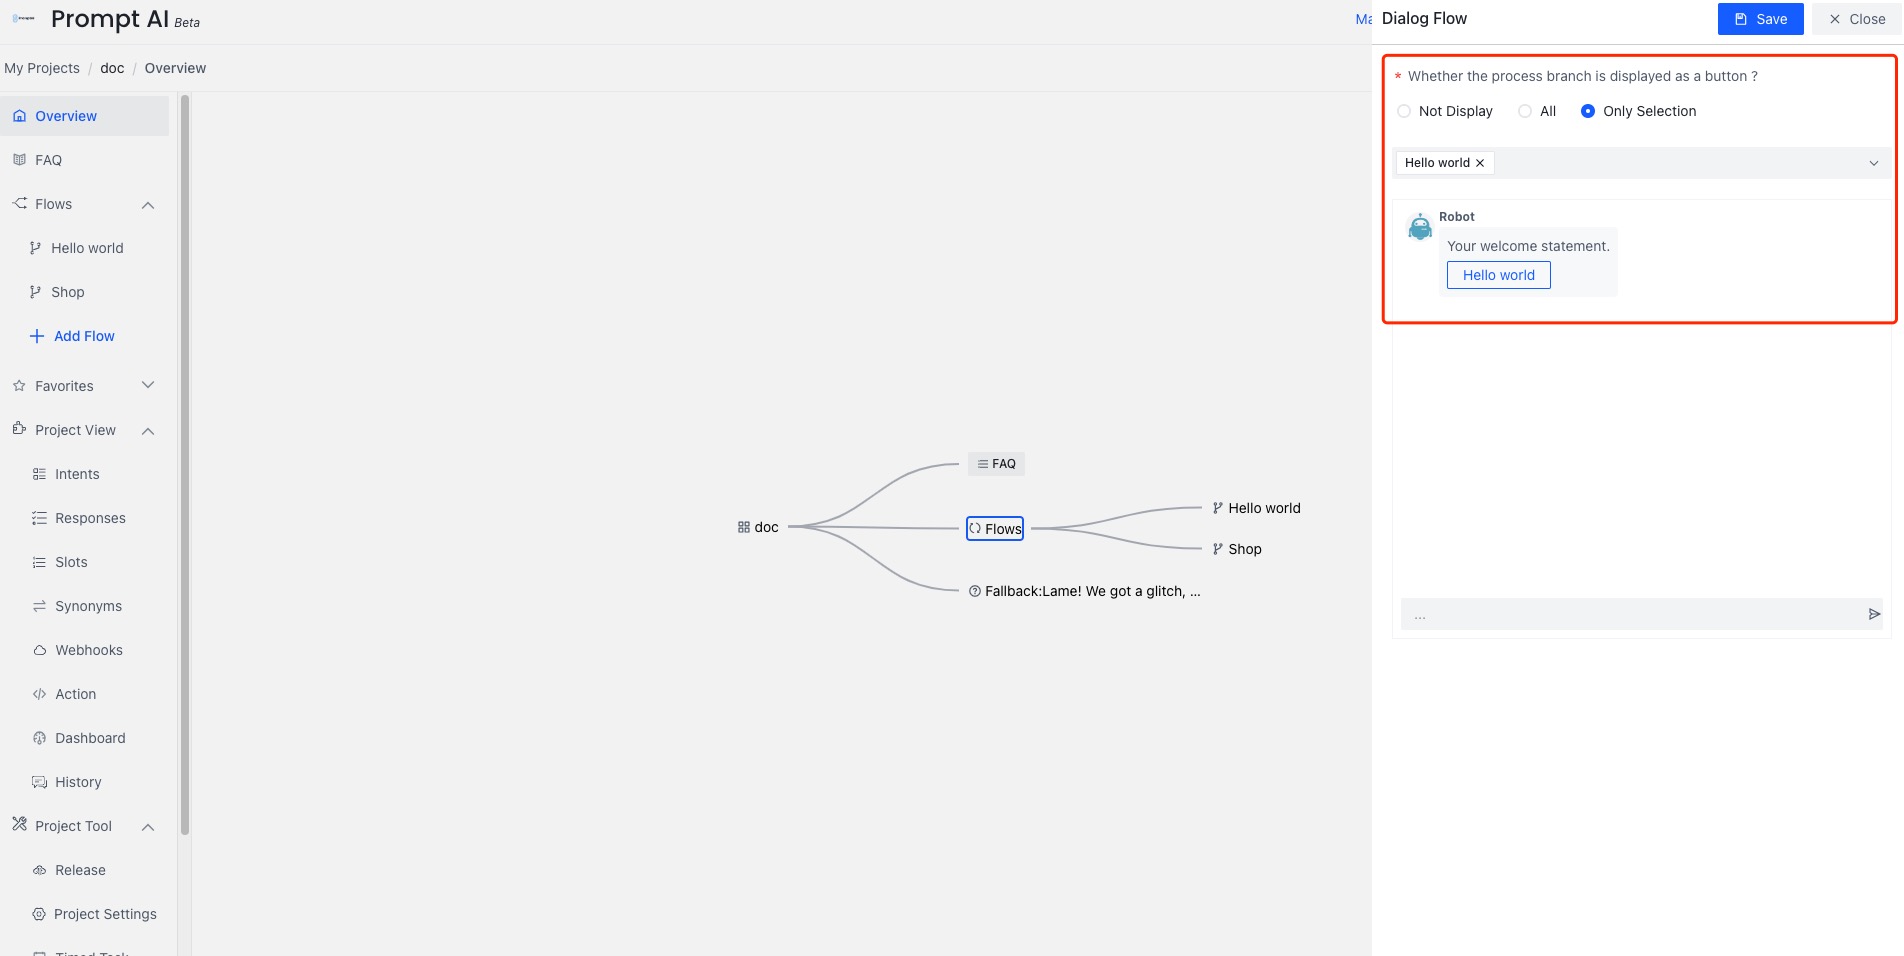 Prompt AI Beta
Ma
Dialog Flow
Save
Close
My Projects / doc / Overview
Overview
FAQ
Flows
Hello world
Shop
Add Flow
Favorites
Project View
Intents
Responses
Slots
Synonyms
Webhooks
Action
Dashboard
History
Project Tool
Release
Project Settings
Timed Task
doc
FAQ
Flows
Hello world
Shop
Fallback:Lame! We got a glitch, ...
* Whether the process branch is displayed as a button ?
Not Display All Only Selection
Hello world
Robot
Your welcome statement.
Hello world
...